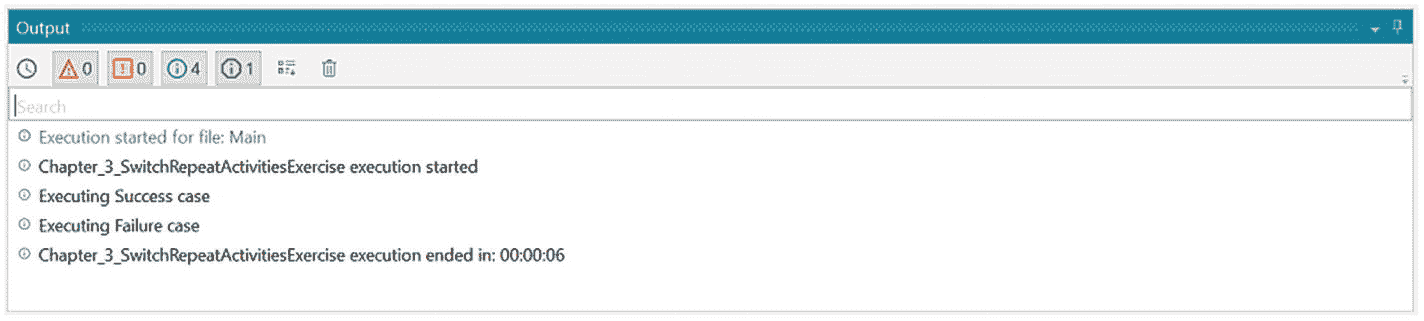 Output
0 0 4 1
Search
Execution started for file: Main
Chapter_3_SwitchRepeatActivitiesExercise execution started
Executing Success case
Executing Failure case
Chapter_3_SwitchRepeatActivitiesExercise execution ended in: 00:00:06